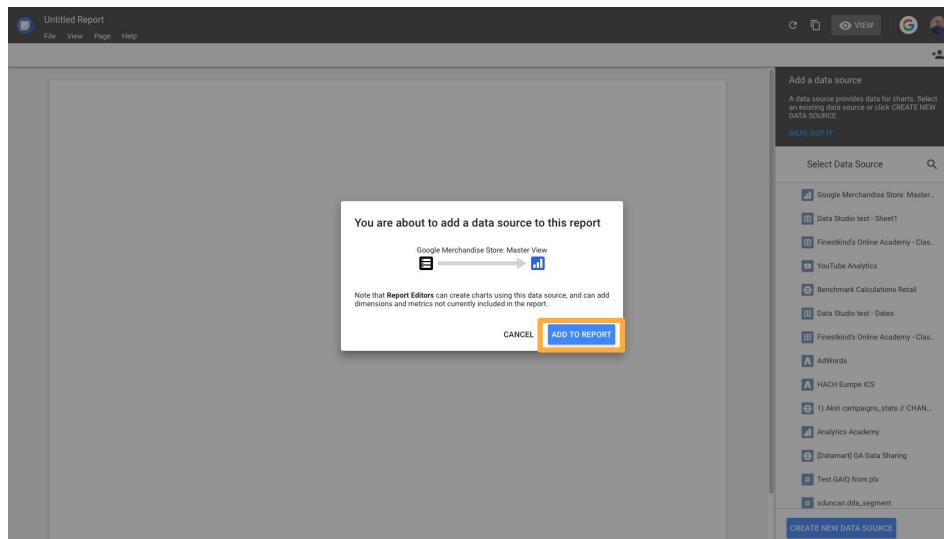 Untitled Report
File View Page Help
VIEW
Add a data source
A data source provides data for charts. Select
an existing data source or click CREATE NEW
DATA SOURCE.
OKAY, GOT IT
Select Data Source
Google Merchandise Store: Master...
Data Studio test - Sheet1
Finestkind's Online Academy - Clas..
YouTube Analytics
Benchmark Calculations Retail
Data Studio test - Dates
Finestkind's Online Academy - Clas..
AdWords
HACH Europe ICS
1) Akiri campaigns_stats // CHAN...
Analytics Academy
[Datamart] GA Data Sharing
Test GAIQ from plx
sduncan dda_segment
CREATE NEW DATA SOURCE
You are about to add a data source to this report
Google Merchandise Store: Master View
Note that Report Editors can create charts using this data source, and can add
dimensions and metrics not currently included in the report.
CANCEL ADD TO REPORT